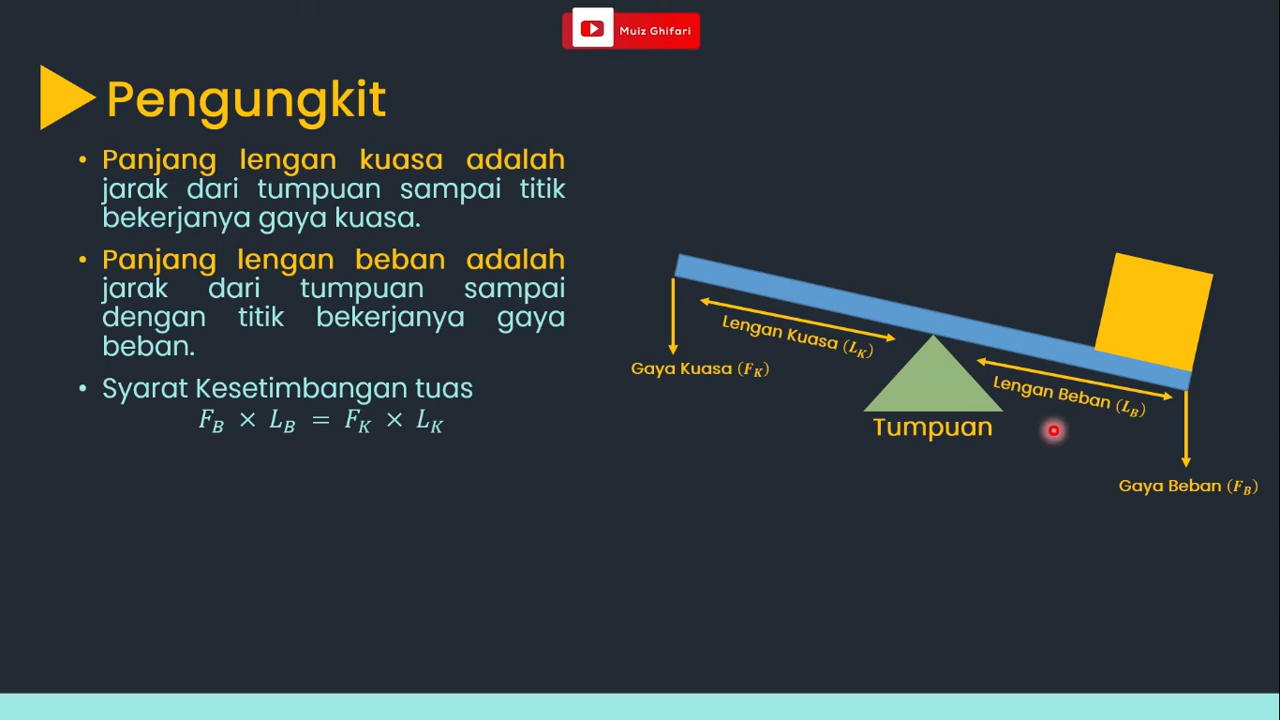 Muiz Ghifari
Pengungkit
• Panjang lengan kuasa adalah
jarak dari tumpuan sampai titik
bekerjanya gaya kuasa.
• Panjang lengan beban adalah
jarak dari tumpuan sampai
dengan titik bekerjanya gaya
beban.
• Syarat Kesetimbangan tuas
F_B × L_B = F_K × L_K
Lengan Kuasa (L_K)
Gaya Kuasa (F_K)
Lengan Beban (L_B)
Tumpuan
Gaya Beban (F_B)